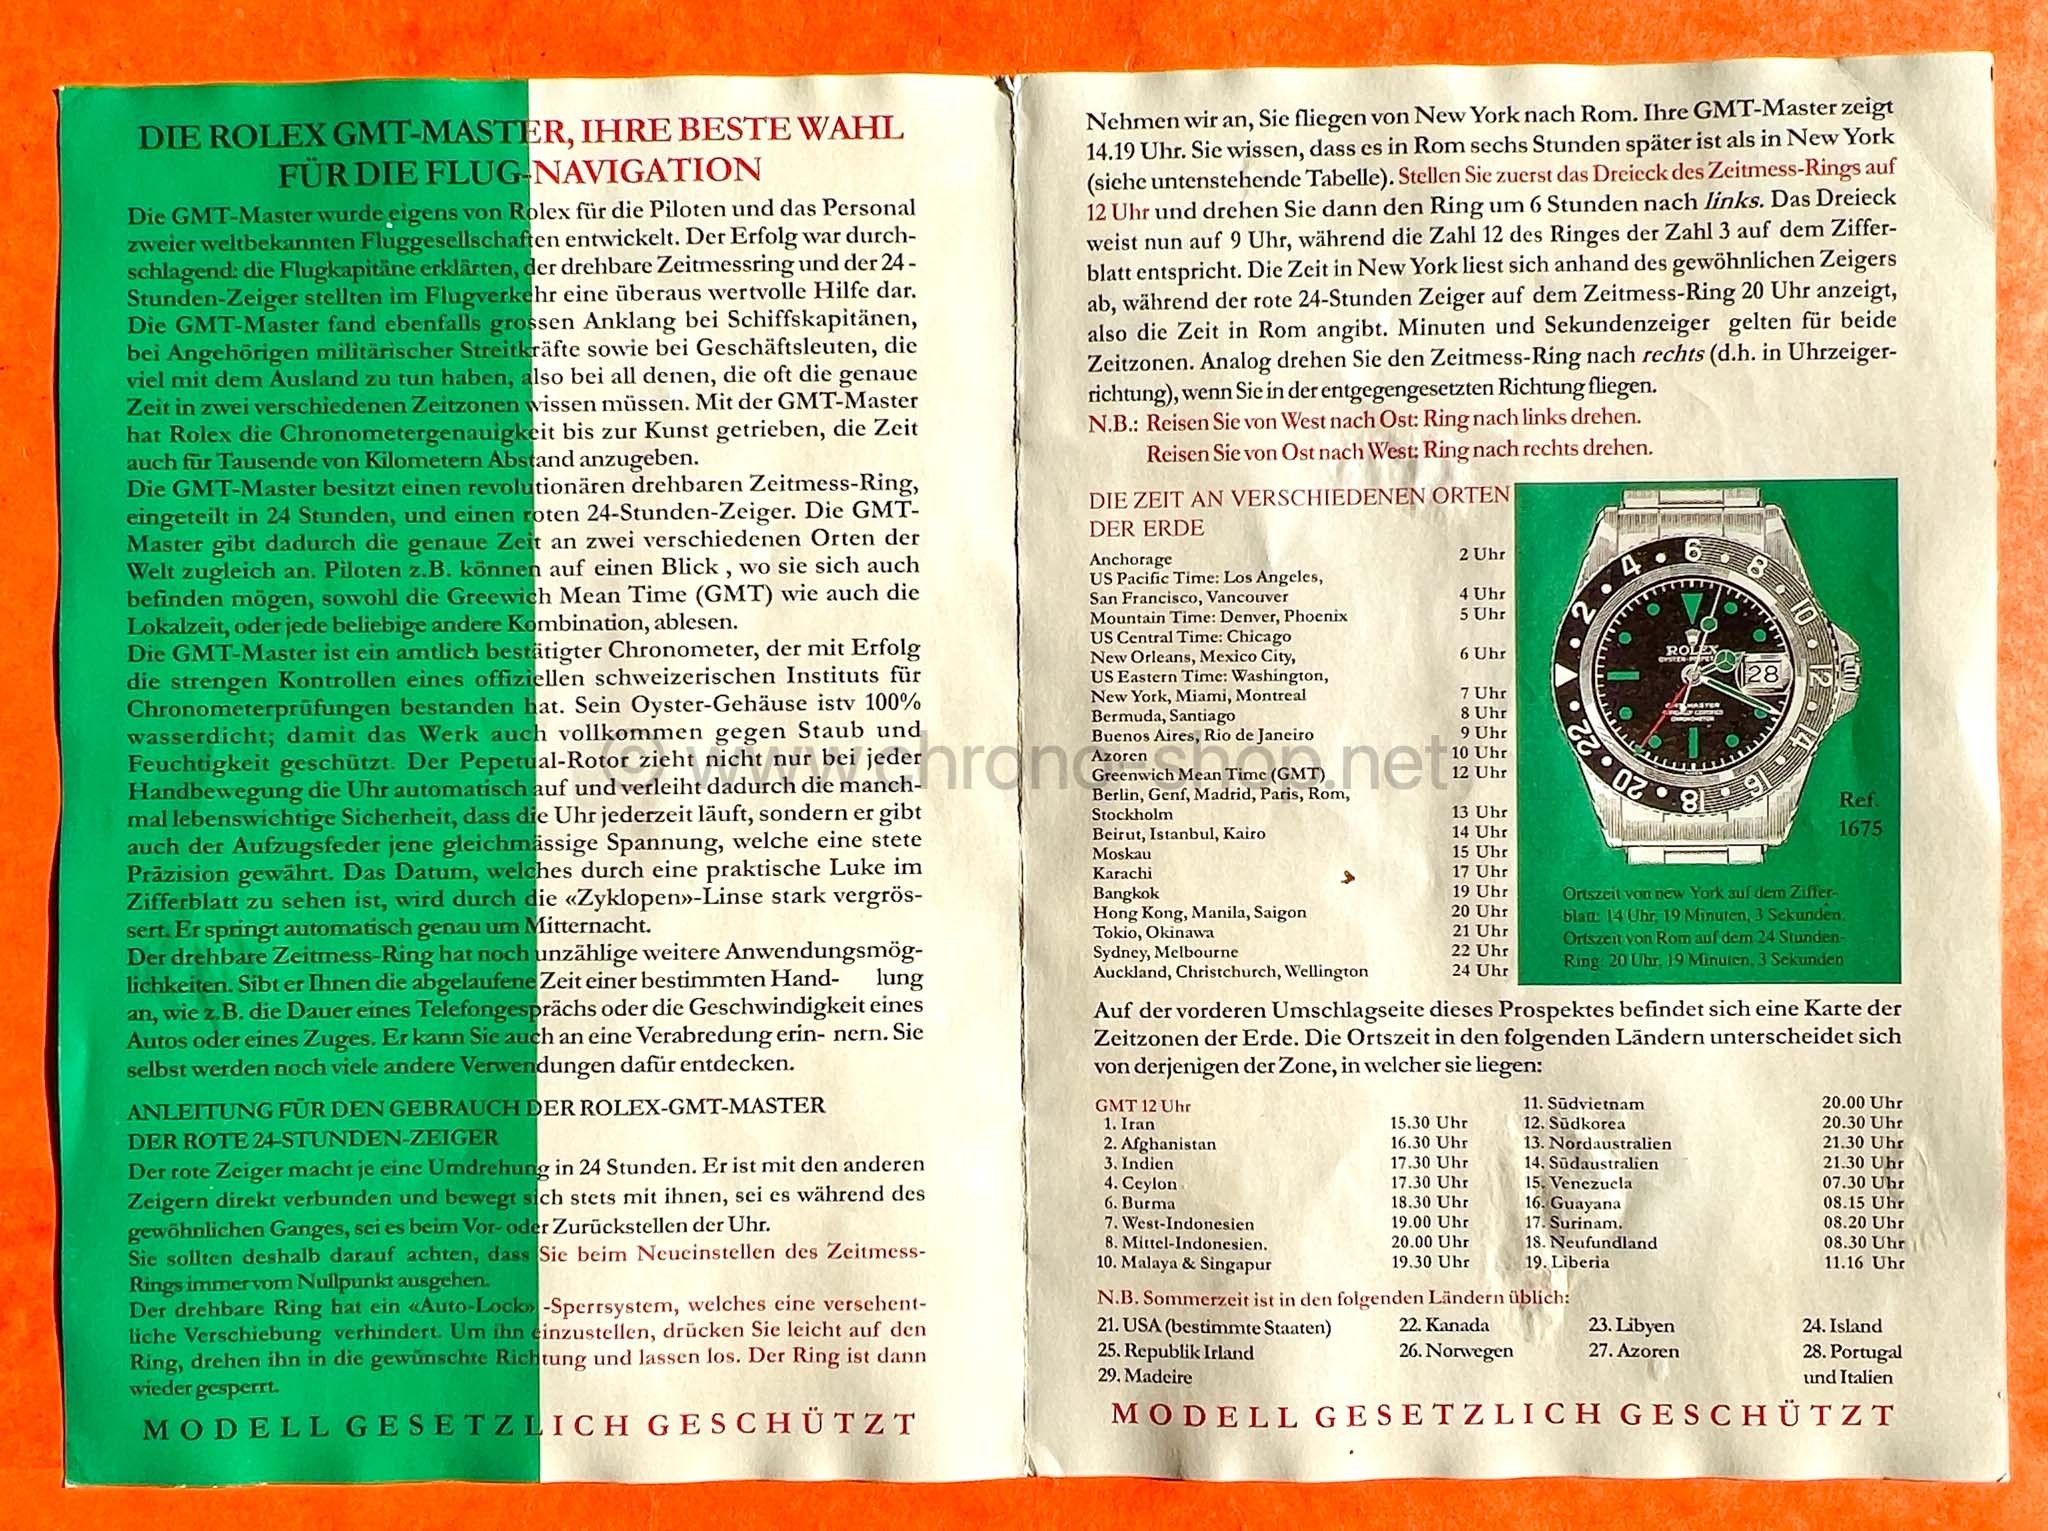 DIE ROLEX GMT-MASTER, IHRE BESTE WAHL
FÜR DIE FLUG-NAVIGATION
Die GMT-Master wurde eigens von Rolex für die Piloten und das Personal
zweier weltbekannten Fluggesellschaften entwickelt. Der Erfolg war durch-
schlagend: die Flugkapitäne erklärten, der drehbare Zeitmessring und der 24 -
Stunden-Zeiger stellten im Flugverkehr eine überaus wertvolle Hilfe dar.
Die GMT-Master fand ebenfalls grossen Anklang bei Schiffskapitänen,
bei Angehörigen militärischer Streitkräfte sowie bei Geschäftsleuten, die
viel mit dem Ausland zu tun haben, also bei all denen, die oft die genaue
Zeit in zwei verschiedenen Zeitzonen wissen müssen. Mit der GMT-Master
hat Rolex die Chronometergenauigkeit bis zur Kunst getrieben, die Zeit
auch für Tausende von Kilometern Abstand anzugeben.
Die GMT-Master besitzt einen revolutionären drehbaren Zeitmess-Ring,
eingeteilt in 24 Stunden, und einen roten 24-Stunden-Zeiger. Die GMT-
Master gibt dadurch die genaue Zeit an zwei verschiedenen Orten der
Welt zugleich an. Piloten z.B. können auf einen Blick , wo sie sich auch
befinden mögen, sowohl die Greewich Mean Time (GMT) wie auch die
Lokalzeit, oder jede beliebige andere Kombination, ablesen.
Die GMT-Master ist ein amtlich bestätigter Chronometer, der mit Erfolg
die strengen Kontrollen eines offiziellen schweizerischen Instituts für
Chronometerprüfungen bestanden hat. Sein Oyster-Gehäuse istv 100%
wasserdicht; damit das Werk auch vollkommen gegen Staub und
Feuchtigkeit geschützt. Der Pepetual-Rotor zieht nicht nur bei jeder
Handbewegung die Uhr automatisch auf und verleiht dadurch die manch-
mal lebenswichtige Sicherheit, dass die Uhr jederzeit läuft, sondern er gibt
auch der Aufzugsfeder jene gleichmässige Spannung, welche eine stete
Präzision gewährt. Das Datum, welches durch eine praktische Luke im
Zifferblatt zu sehen ist, wird durch die «Zyklopen»-Linse stark vergrös-
sert. Er springt automatisch genau um Mitternacht.
Der drehbare Zeitmess-Ring hat noch unzählige weitere Anwendungsmög-
lichkeiten. Sibt er Ihnen die abgelaufene Zeit einer bestimmten Hand- lung
an, wie z.B. die Dauer eines Telefongesprächs oder die Geschwindigkeit eines
Autos oder eines Zuges. Er kann Sie auch an eine Verabredung erin- nern. Sie
selbst werden noch viele andere Verwendungen dafür entdecken.
ANLEITUNG FÜR DEN GEBRAUCH DER ROLEX-GMT-MASTER
DER ROTE 24-STUNDEN-ZEIGER
Der rote Zeiger macht je eine Umdrehung in 24 Stunden. Er ist mit den anderen
Zeigern direkt verbunden und bewegt sich stets mit ihnen, sei es während des
gewöhnlichen Ganges, sei es beim Vor- oder Zurückstellen der Uhr.
Sie sollten deshalb darauf achten, dass Sie beim Neueinstellen des Zeitmess-
Rings immer vom Nullpunkt ausgehen.
Der drehbare Ring hat ein «Auto-Lock» -Sperrsystem, welches eine versehent-
liche Verschiebung verhindert. Um ihn einzustellen, drücken Sie leicht auf den
Ring, drehen ihn in die gewünschte Richtung und lassen los. Der Ring ist dann
wieder gesperrt.
MODELL GESETZLICH GESCHÜTZT
Nehmen wir an, Sie fliegen von New York nach Rom. Ihre GMT-Master zeigt
14.19 Uhr. Sie wissen, dass es in Rom sechs Stunden später ist als in New York
(siehe untenstehende Tabelle). Stellen Sie zuerst das Dreieck des Zeitmess-Rings auf
12 Uhr und drehen Sie dann den Ring um 6 Stunden nach links. Das Dreieck
weist nun auf 9 Uhr, während die Zahl 12 des Ringes der Zahl 3 auf dem Ziffer-
blatt entspricht. Die Zeit in New York liest sich anhand des gewöhnlichen Zeigers
ab, während der rote 24-Stunden Zeiger auf dem Zeitmess-Ring 20 Uhr anzeigt,
also die Zeit in Rom angibt. Minuten und Sekundenzeiger gelten für beide
Zeitzonen. Analog drehen Sie den Zeitmess-Ring nach rechts (d.h. in Uhrzeiger-
richtung), wenn Sie in der entgegengesetzten Richtung fliegen.
N.B.: Reisen Sie von West nach Ost: Ring nach links drehen.
Reisen Sie von Ost nach West: Ring nach rechts drehen.
DIE ZEIT AN VERSCHIEDENEN ORTEN
DER ERDE
Anchorage 2 Uhr
US Pacific Time: Los Angeles,
San Francisco, Vancouver 4 Uhr
Mountain Time: Denver, Phoenix 5 Uhr
US Central Time: Chicago
New Orleans, Mexico City, 6 Uhr
US Eastern Time: Washington,
New York, Miami, Montreal 7 Uhr
Bermuda, Santiago 8 Uhr
Buenos Aires, Rio de Janeiro 9 Uhr
Azoren 10 Uhr
Greenwich Mean Time (GMT) 12 Uhr
Berlin, Genf, Madrid, Paris, Rom,
Stockholm 13 Uhr
Beirut, Istanbul, Kairo 14 Uhr
Moskau 15 Uhr
Karachi 17 Uhr
Bangkok 19 Uhr
Hong Kong, Manila, Saigon 20 Uhr
Tokio, Okinawa 21 Uhr
Sydney, Melbourne 22 Uhr
Auckland, Christchurch, Wellington 24 Uhr
2 4 6 8 10 12 14 16 18 20 22
ROLEX
28
GMT-MASTER
Ref.
1675
Ortszeit von new York auf dem Ziffer-
blatt: 14 Uhr, 19 Minuten, 3 Sekunden.
Ortszeit von Rom auf dem 24 Stunden-
Ring: 20 Uhr, 19 Minuten, 3 Sekunden
Auf der vorderen Umschlagseite dieses Prospektes befindet sich eine Karte der
Zeitzonen der Erde. Die Ortszeit in den folgenden Ländern unterscheidet sich
von derjenigen der Zone, in welcher sie liegen:
GMT 12 Uhr
1. Iran 15.30 Uhr
2. Afghanistan 16.30 Uhr
3. Indien 17.30 Uhr
4. Ceylon 17.30 Uhr
6. Burma 18.30 Uhr
7. West-Indonesien 19.00 Uhr
8. Mittel-Indonesien. 20.00 Uhr
10. Malaya & Singapur 19.30 Uhr
11. Südvietnam 20.00 Uhr
12. Südkorea 20.30 Uhr
13. Nordaustralien 21.30 Uhr
14. Südaustralien 21.30 Uhr
15. Venezuela 07.30 Uhr
16. Guayana 08.15 Uhr
17. Surinam. 08.20 Uhr
18. Neufundland 08.30 Uhr
19. Liberia 11.16 Uhr
N.B. Sommerzeit ist in den folgenden Ländern üblich:
21. USA (bestimmte Staaten) 22. Kanada 23. Libyen 24. Island
25. Republik Irland 26. Norwegen 27. Azoren 28. Portugal
29. Madeire und Italien
MODELL GESETZLICH GESCHÜTZT
© www.chrono-shop.net